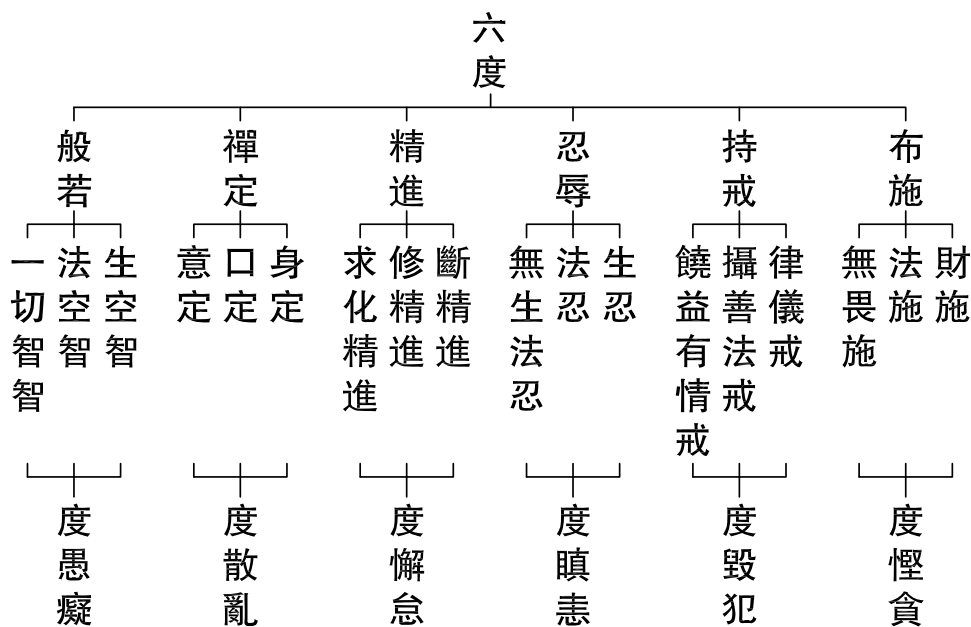 六度
布施
持戒
忍辱
精進
禪定
般若
財施
法施
無畏施
律儀戒
攝善法戒
饒益有情戒
生忍
法忍
無生法忍
斷精進
修精進
求化精進
身定
口定
意定
生空智
法空智
一切智智
度慳貪
度毀犯
度瞋恚
度懈怠
度散亂
度愚癡